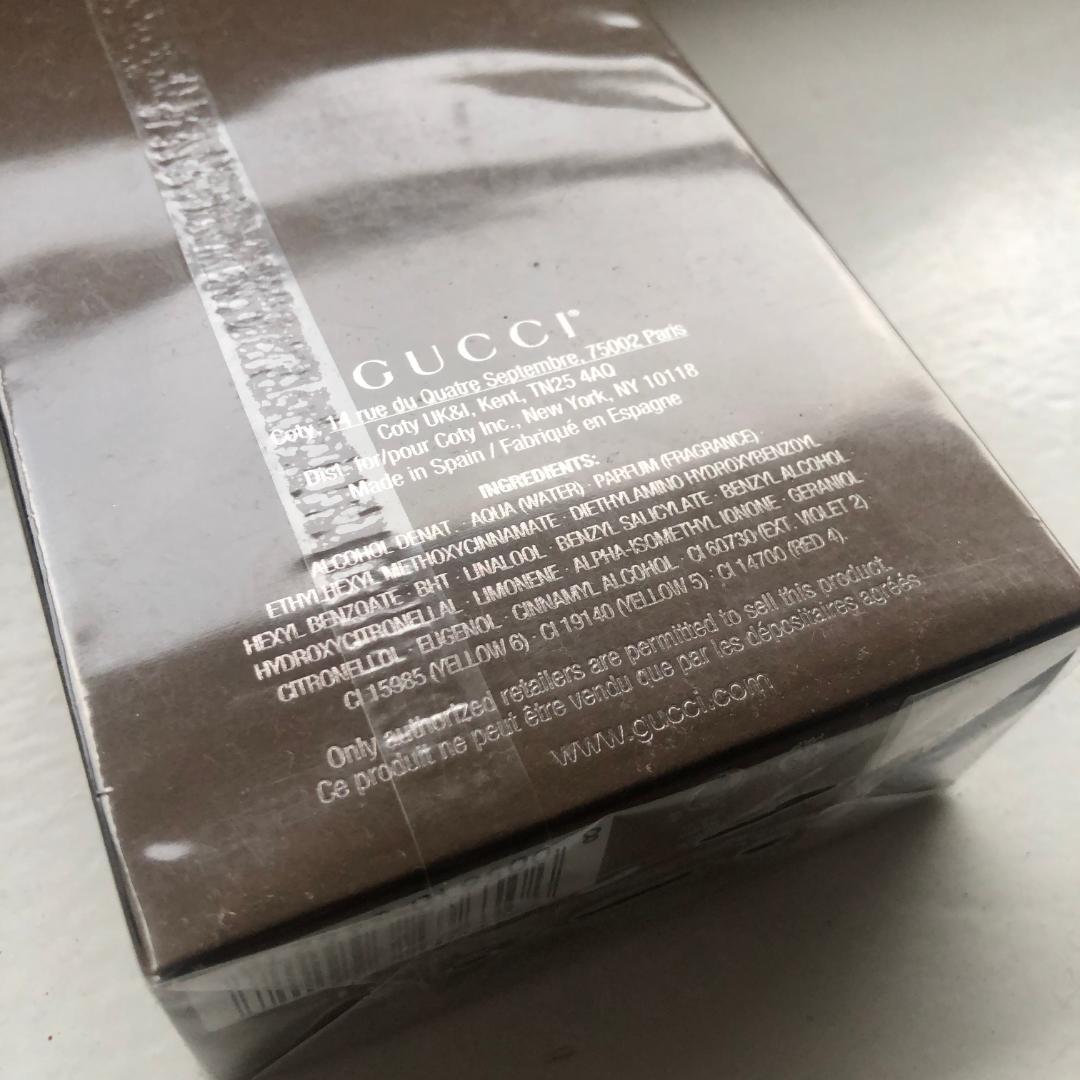 GUCCI®
Coty, 14 rue du Quatre Septembre, 75002 Paris
Coty UK&I, Kent, TN25 4AQ
Dist. for/pour Coty Inc., New York, NY 10118
Made in Spain / Fabriqué en Espagne
INGREDIENTS:
ALCOHOL DENAT · AQUA (WATER) · PARFUM (FRAGRANCE) ·
ETHYLHEXYL METHOXYCINNAMATE · DIETHYLAMINO HYDROXYBENZOYL
HEXYL BENZOATE · BHT · LINALOOL · BENZYL SALICYLATE · BENZYL ALCOHOL ·
HYDROXYCITRONELLAL · LIMONENE · ALPHA-ISOMETHYL IONONE · GERANIOL ·
CITRONELLOL · EUGENOL · CINNAMYL ALCOHOL · CI 60730 (EXT. VIOLET 2) ·
CI 15985 (YELLOW 6) · CI 19140 (YELLOW 5) · CI 14700 (RED 4).
Only authorized retailers are permitted to sell this product.
Ce produit ne peut être vendu que par les dépositaires agréés
www.gucci.com
8